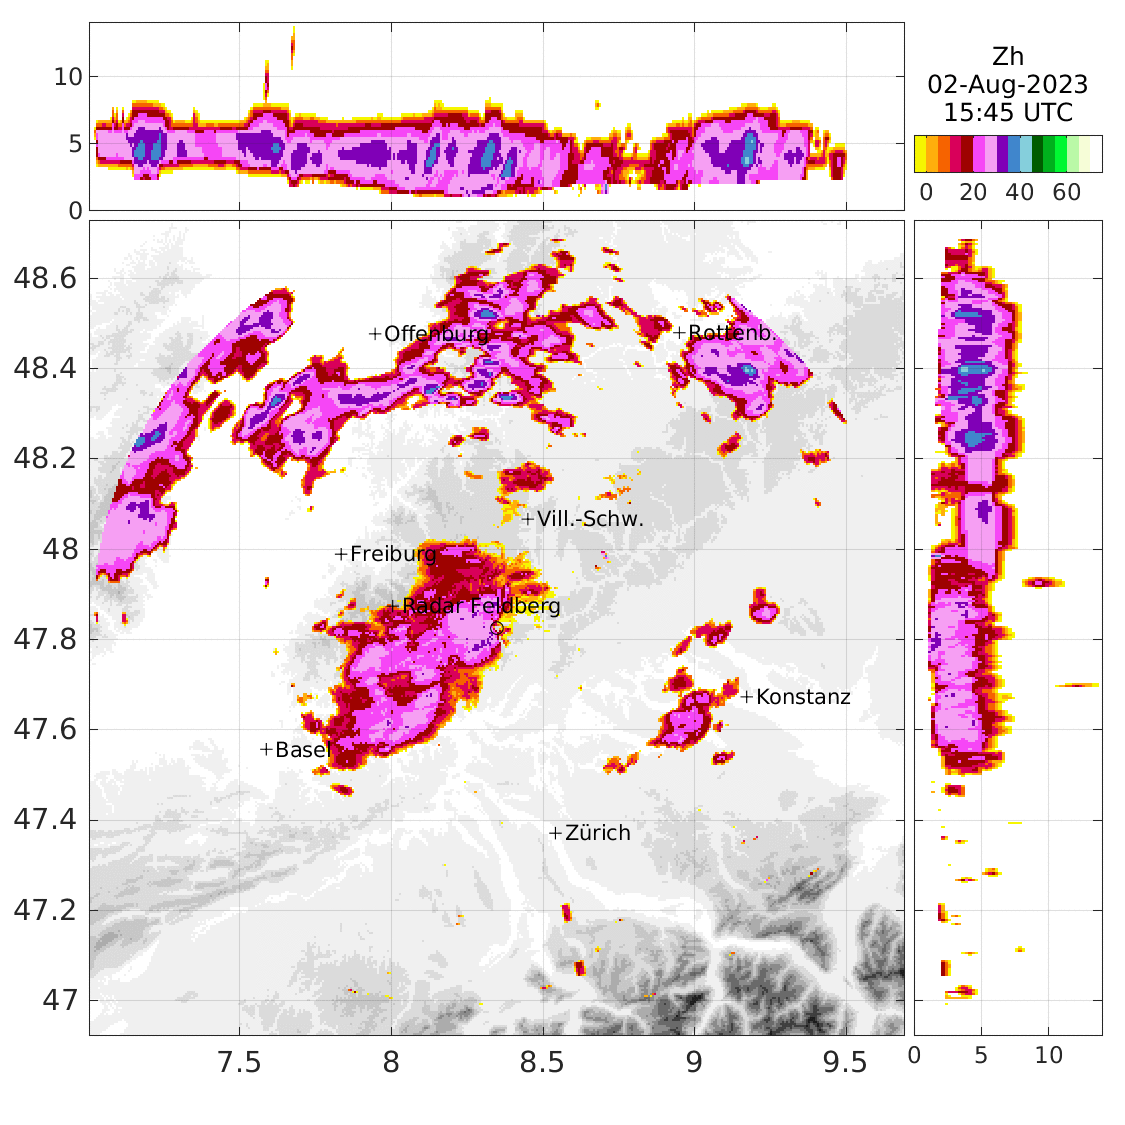 Zh
02-Aug-2023
15:45 UTC
0 20 40 60
10
5
0
48.6
48.4
48.2
48
47.8
47.6
47.4
47.2
47
+Offenburg
+Rottenb.
+Vill.-Schw.
+Freiburg
+Radar Feldberg
+Konstanz
+Basel
+Zürich
7.5 8 8.5 9 9.5
0 5 10